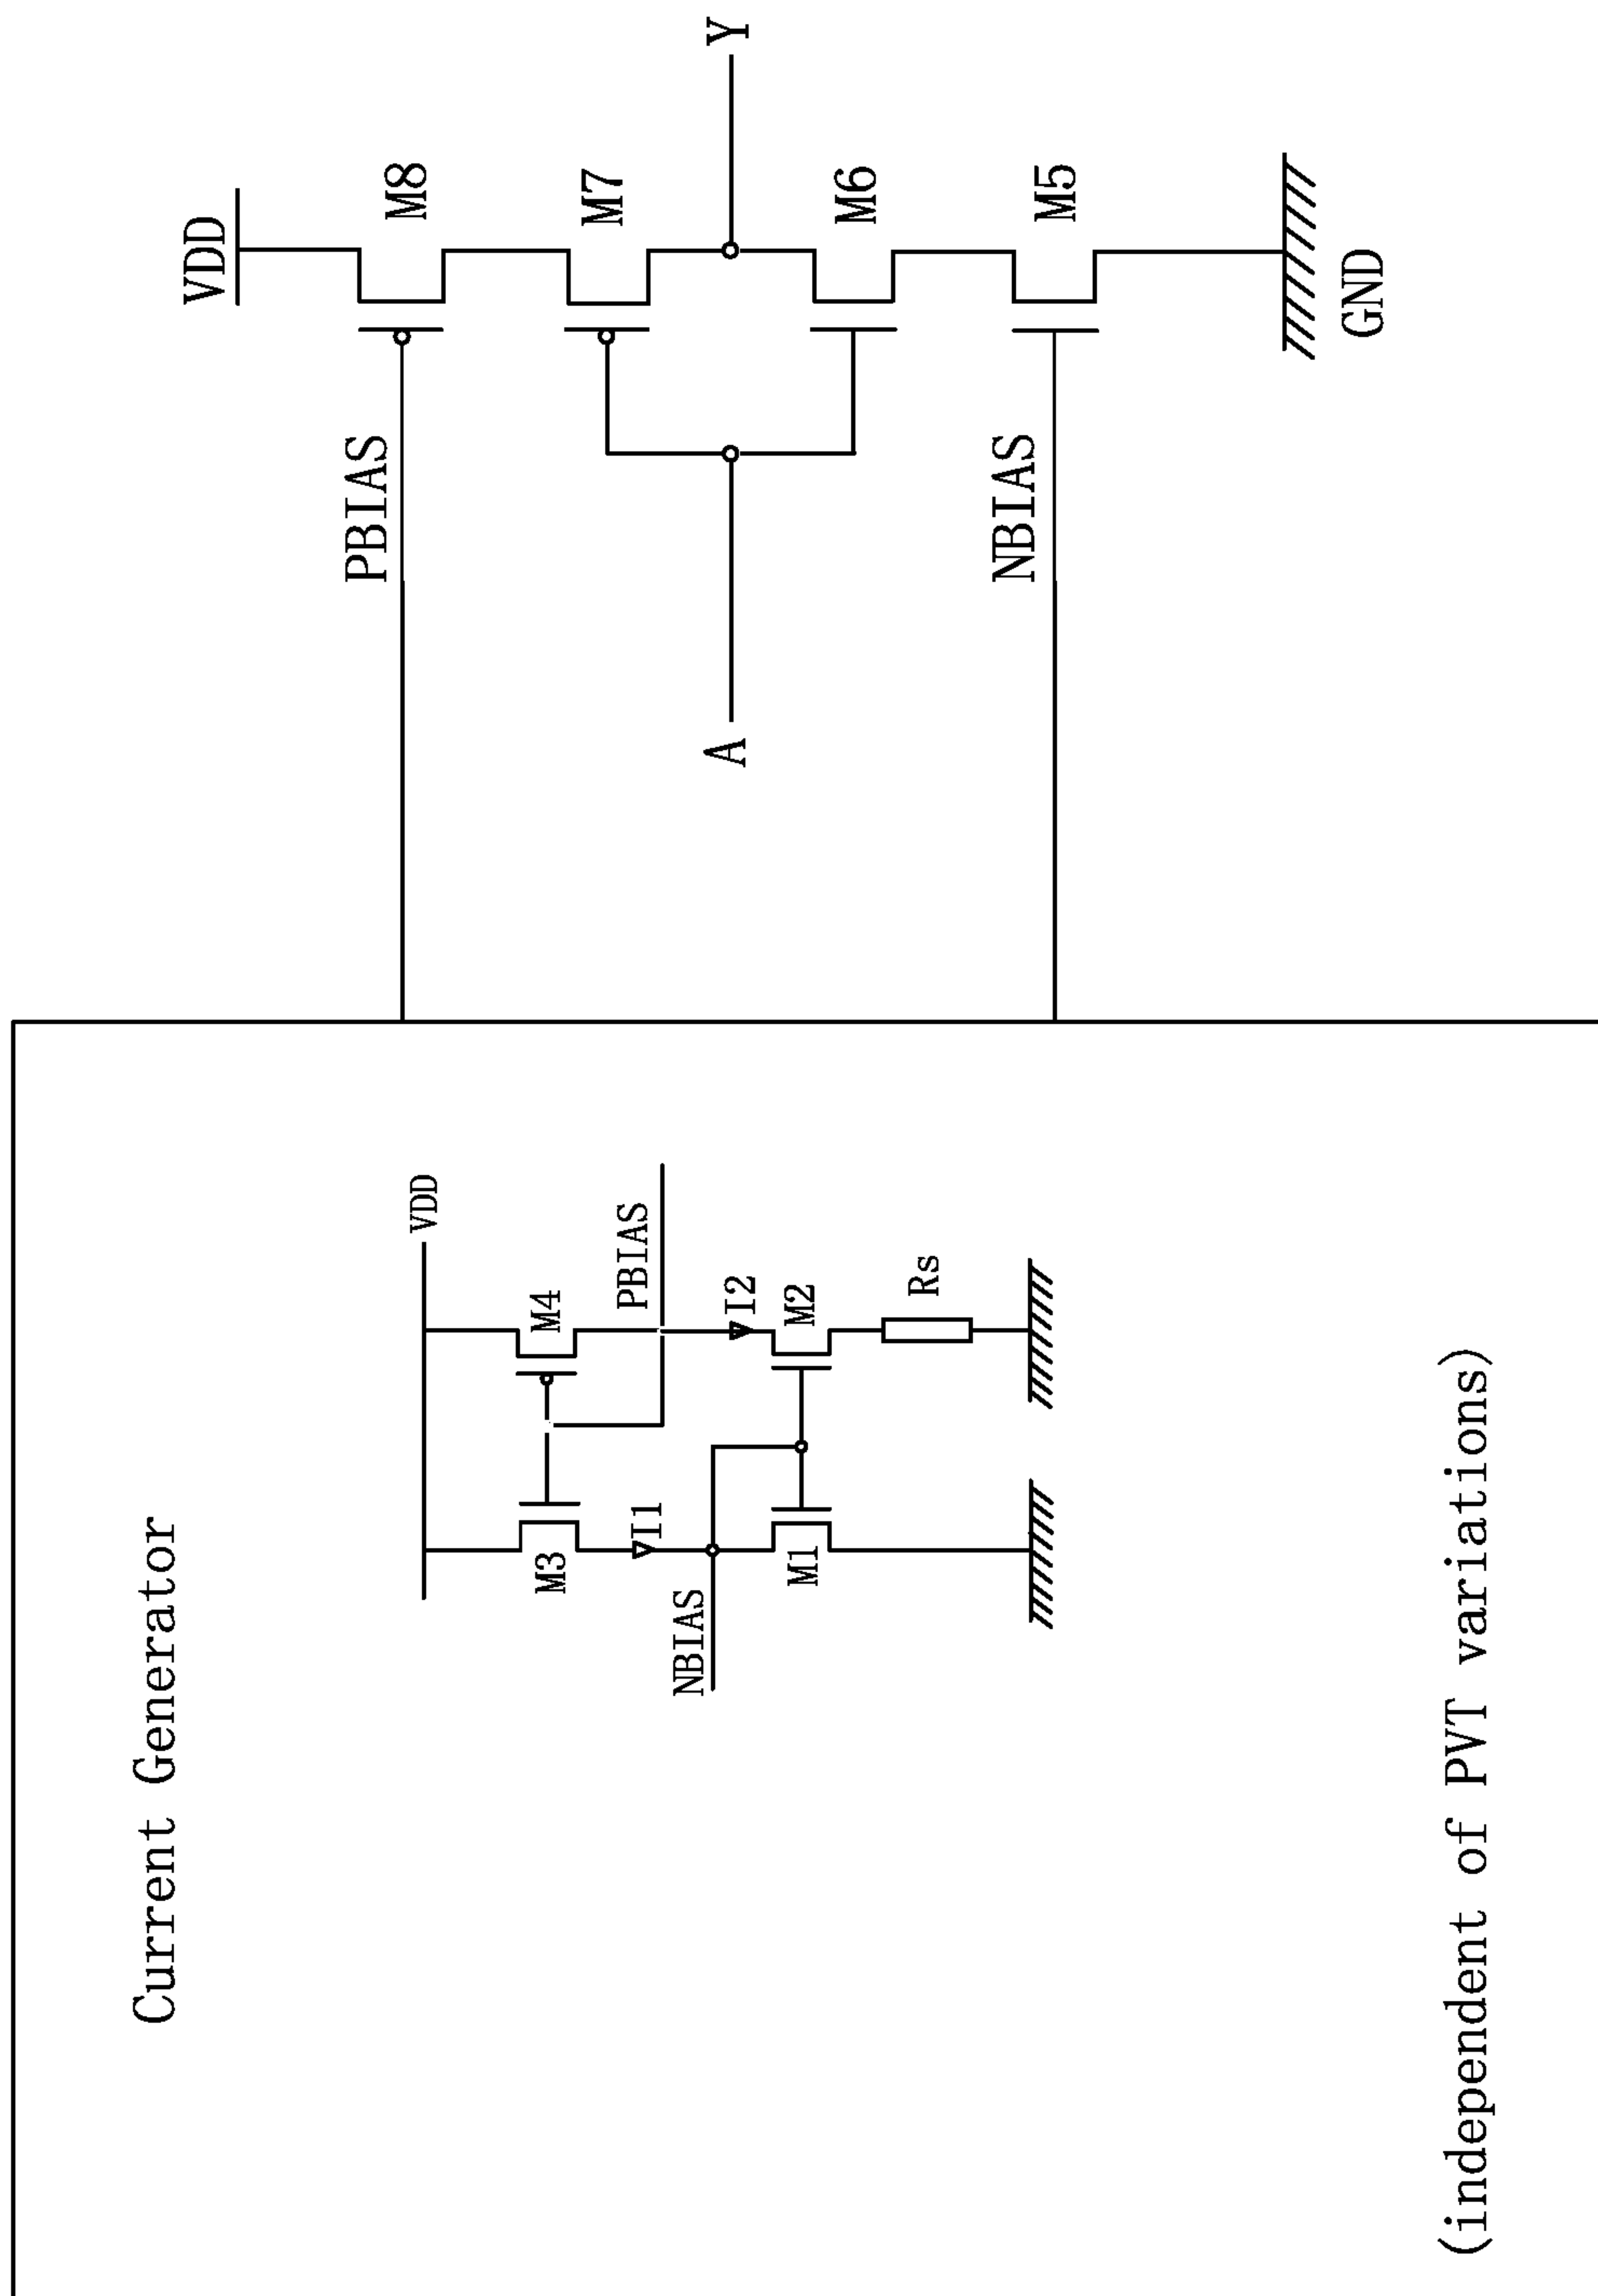 Current Generator
VDD
M3
M4
I1
PBIAS
NBIAS
I2
M1
M2
Rs
(independent of PVT variations)
VDD
PBIAS
M8
M7
A
Y
M6
NBIAS
M5
GND